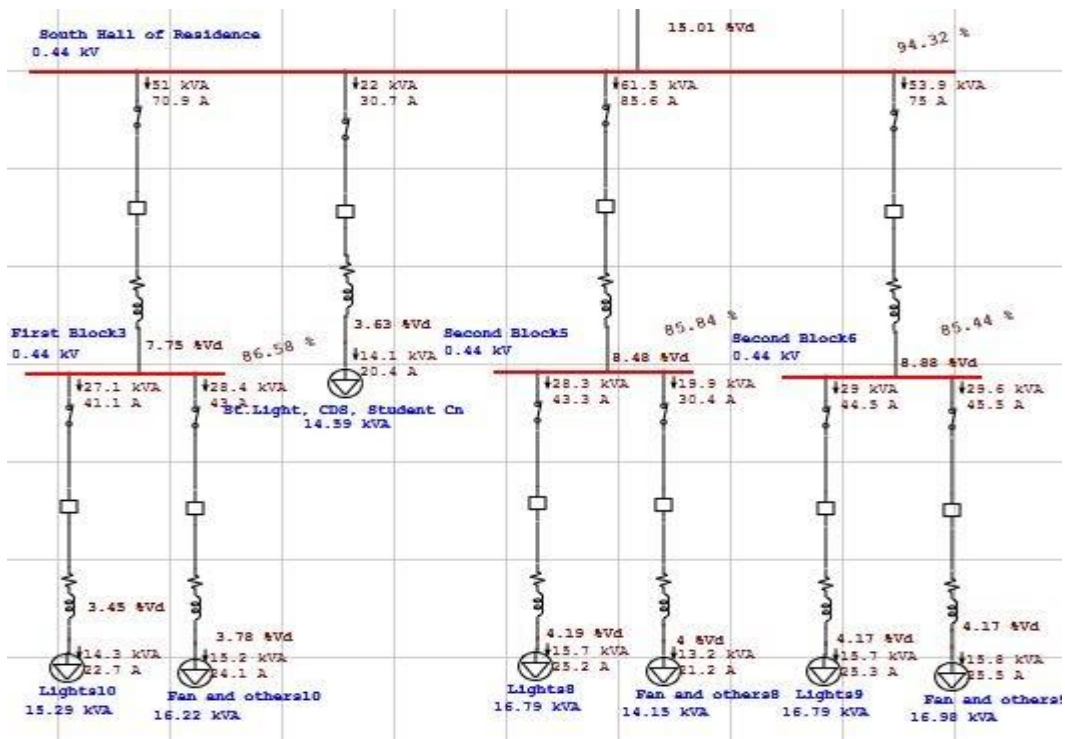 15.01 %Vd
South Hall of Residence
0.44 kV
94.32 %
51 kVA
70.9 A
22 kVA
30.7 A
61.5 kVA
85.6 A
53.9 kVA
75 A
First Block3
0.44 kV
7.75 %Vd
86.58 %
3.63 %Vd
14.1 kVA
20.4 A
St.Light, CDS, Student Cn
14.59 kVA
Second Block5
0.44 kV
85.84 %
8.48 %Vd
Second Block6
0.44 kV
85.44 %
8.88 %Vd
27.1 kVA
41.1 A
28.4 kVA
43 A
28.3 kVA
43.3 A
19.9 kVA
30.4 A
29 kVA
44.5 A
29.6 kVA
45.5 A
3.45 %Vd
14.3 kVA
22.7 A
Lights10
15.29 kVA
3.78 %Vd
15.2 kVA
24.1 A
Fan and others10
16.22 kVA
4.19 %Vd
15.7 kVA
25.2 A
Lights8
16.79 kVA
4 %Vd
13.2 kVA
21.2 A
Fan and others8
14.15 kVA
4.17 %Vd
15.7 kVA
25.3 A
Lights9
16.79 kVA
4.17 %Vd
15.8 kVA
25.5 A
Fan and others9
16.98 kVA